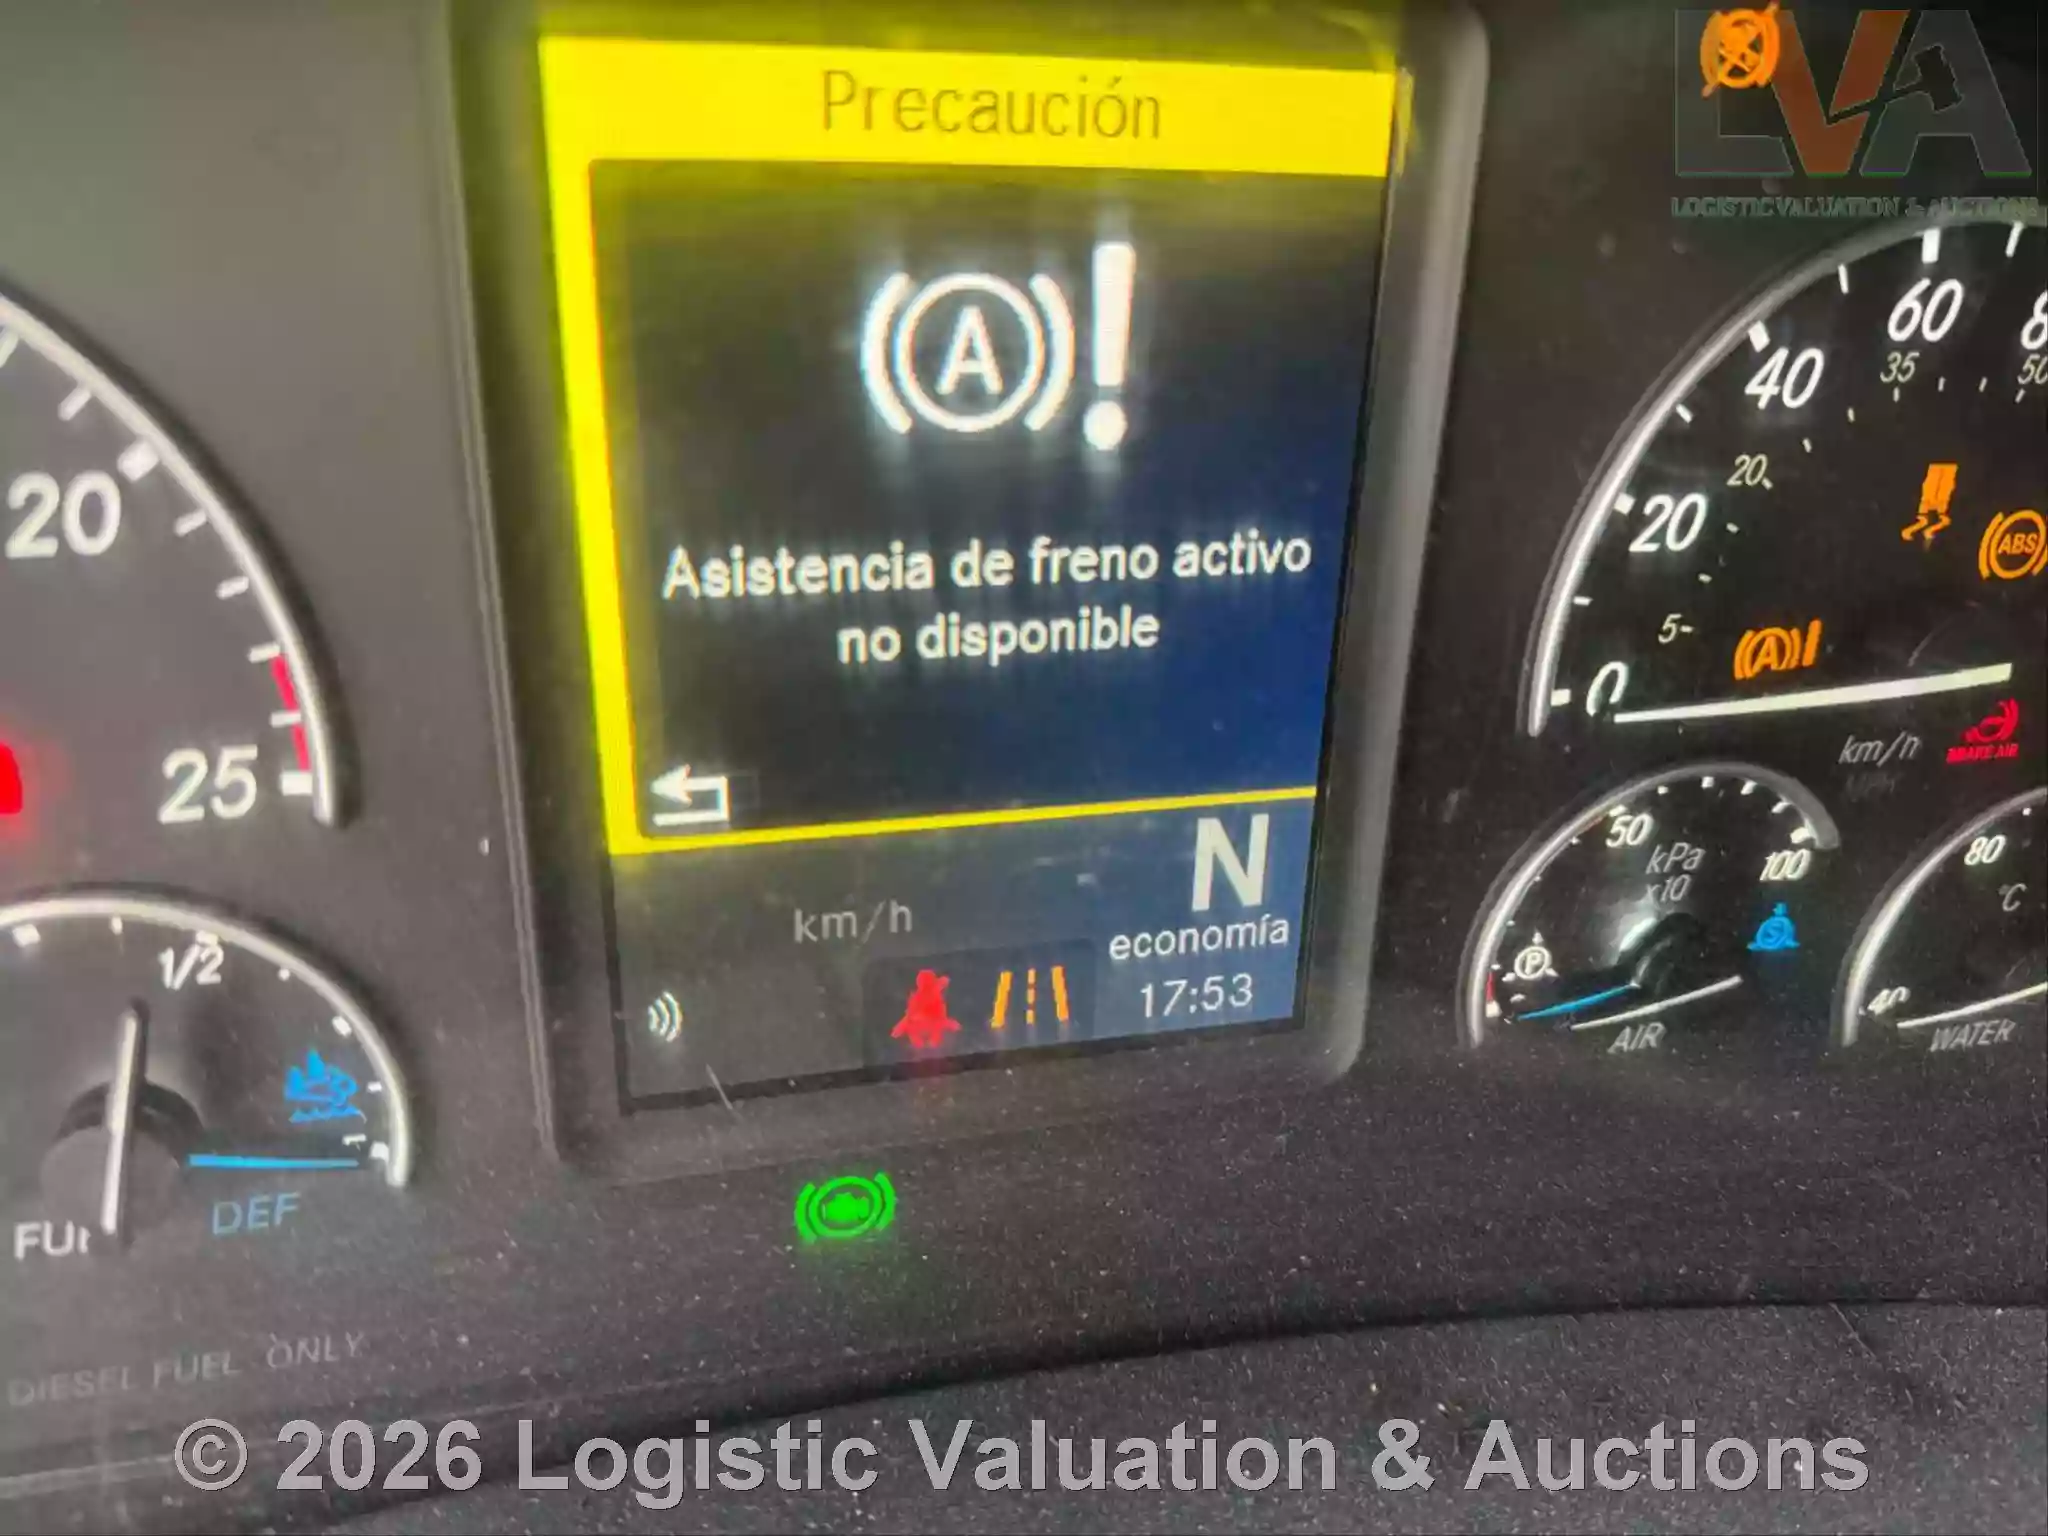 Precaución
(A)!
Asistencia de freno activo
no disponible
km/h
N
economía
17:53
20
25
1/2
1
DEF
DIESEL FUEL ONLY
LVA
LOGISTIC VALUATION & AUCTIONS
60
40
35
50
20
20
5
0
ABS
(A)!
km/h
BRAKE AIR
50
kPa
x10
100
P
S
AIR
80
°C
40
WATER
© 2026 Logistic Valuation & Auctions